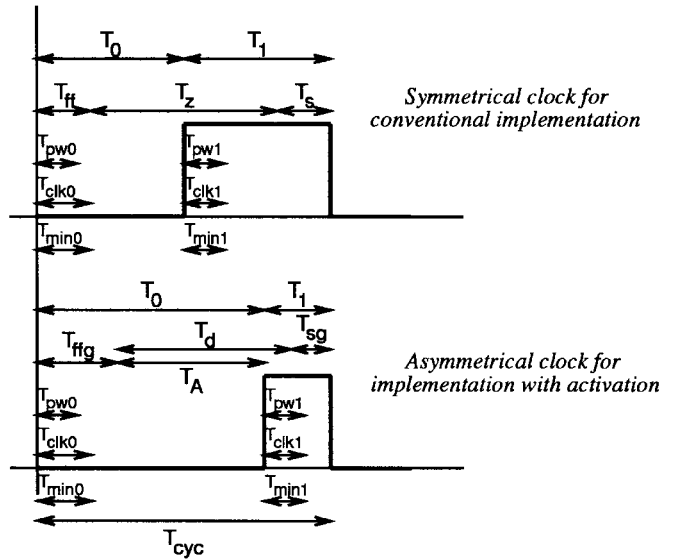 T0 T1
Tff Tz Ts
Symmetrical clock for
conventional implementation
Tpw0 Tpw1
Tclk0 Tclk1
Tmin0 Tmin1
T0 T1
Tffg Td Tsg
TA
Asymmetrical clock for
implementation with activation
Tpw0 Tpw1
Tclk0 Tclk1
Tmin0 Tmin1
Tcyc